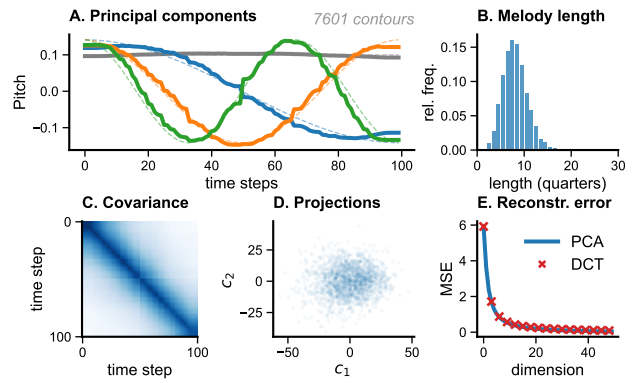 A. Principal components
7601 contours
Pitch
0.1
0.0
−0.1
0 20 40 60 80 100
time steps
B. Melody length
rel. freq.
0.15
0.10
0.05
0.00
0 10 20 30
length (quarters)
C. Covariance
time step
0
100
0 100
time step
D. Projections
c2
25
0
−25
−50 0 50
c1
E. Reconstr. error
MSE
6
4
2
0
PCA
DCT
0 20 40
dimension